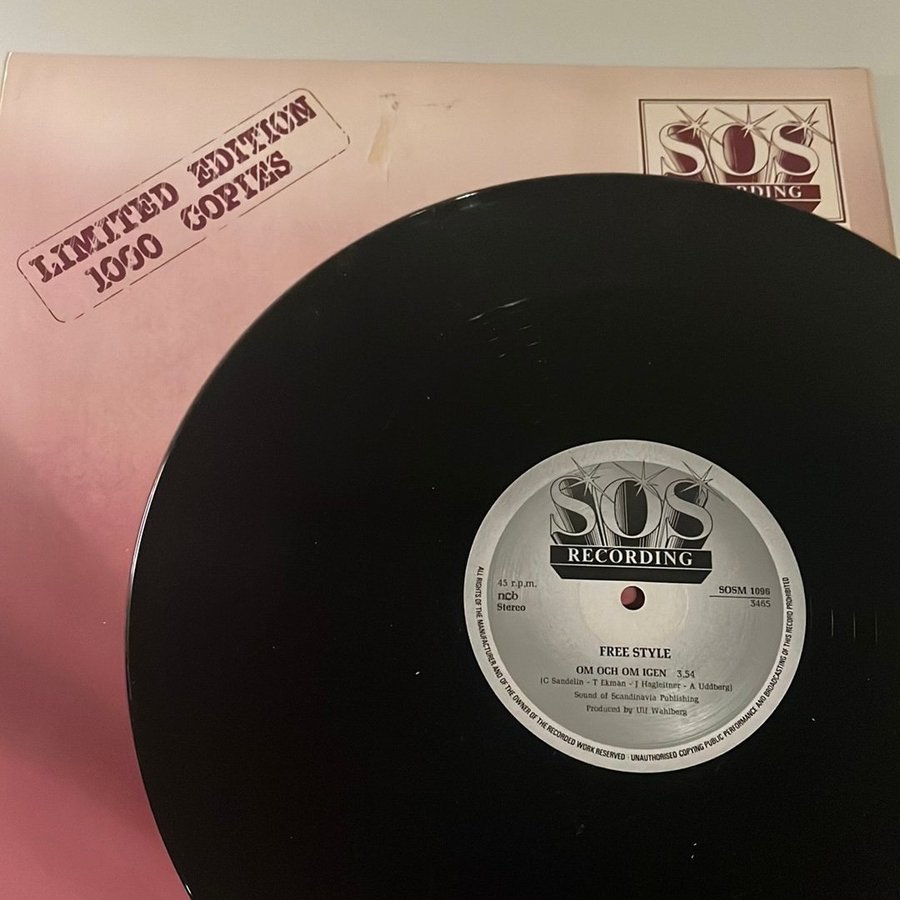 LIMITED EDITION
1000 COPIES
SOS
RDING
SOS
RECORDING
45 r.p.m.
ncb
Stereo
SOSM 1096
3465
FREE STYLE
OM OCH OM IGEN 3.54
(C Sandelin - T Ekman - J Hagleitner - A Uddberg)
Sound of Scandinavia Publishing
Produced by Ulf Wahlberg
ALL RIGHTS OF THE MANUFACTURER AND OF THE OWNER OF THE RECORDED WORK RESERVED · UNAUTHORISED COPYING PUBLIC PERFORMANCE AND BROADCASTING OF THIS RECORD PROHIBITED